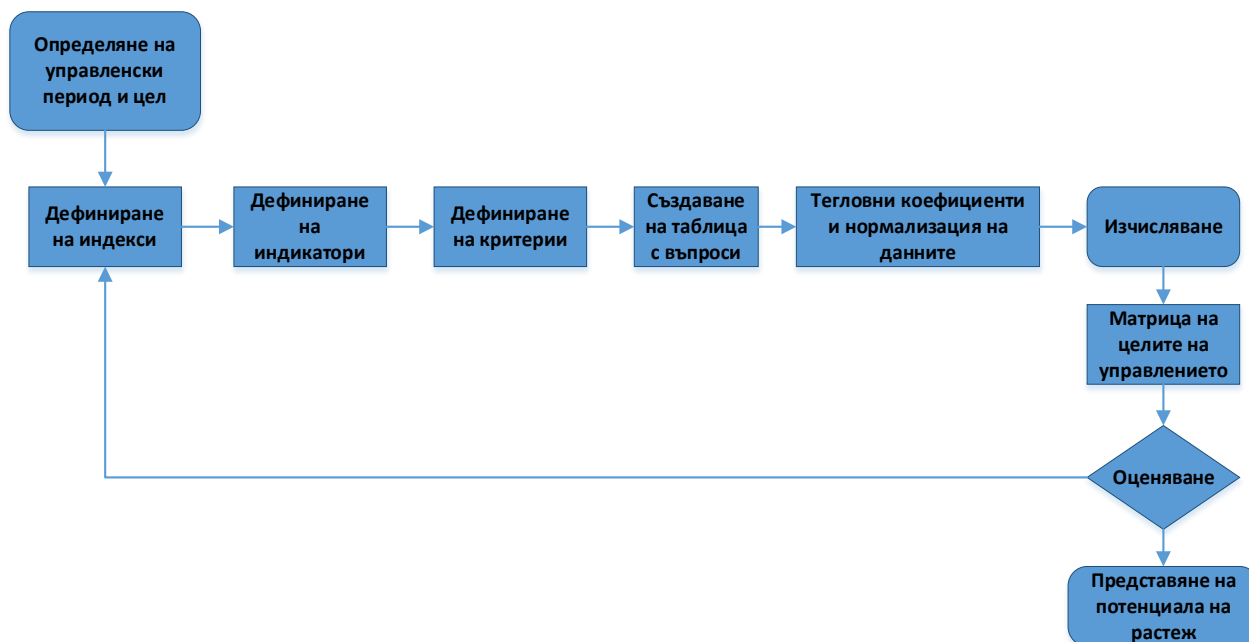 Определяне на
управленски
период и цел
Дефиниране
на индекси
Дефиниране
на
индикатори
Дефиниране
на критерии
Създаване
на таблица
с въпроси
Тегловни коефициенти
и нормализация на
данните
Изчисляване
Матрица на
целите на
управлението
Оценяване
Представяне на
потенциала на
растеж